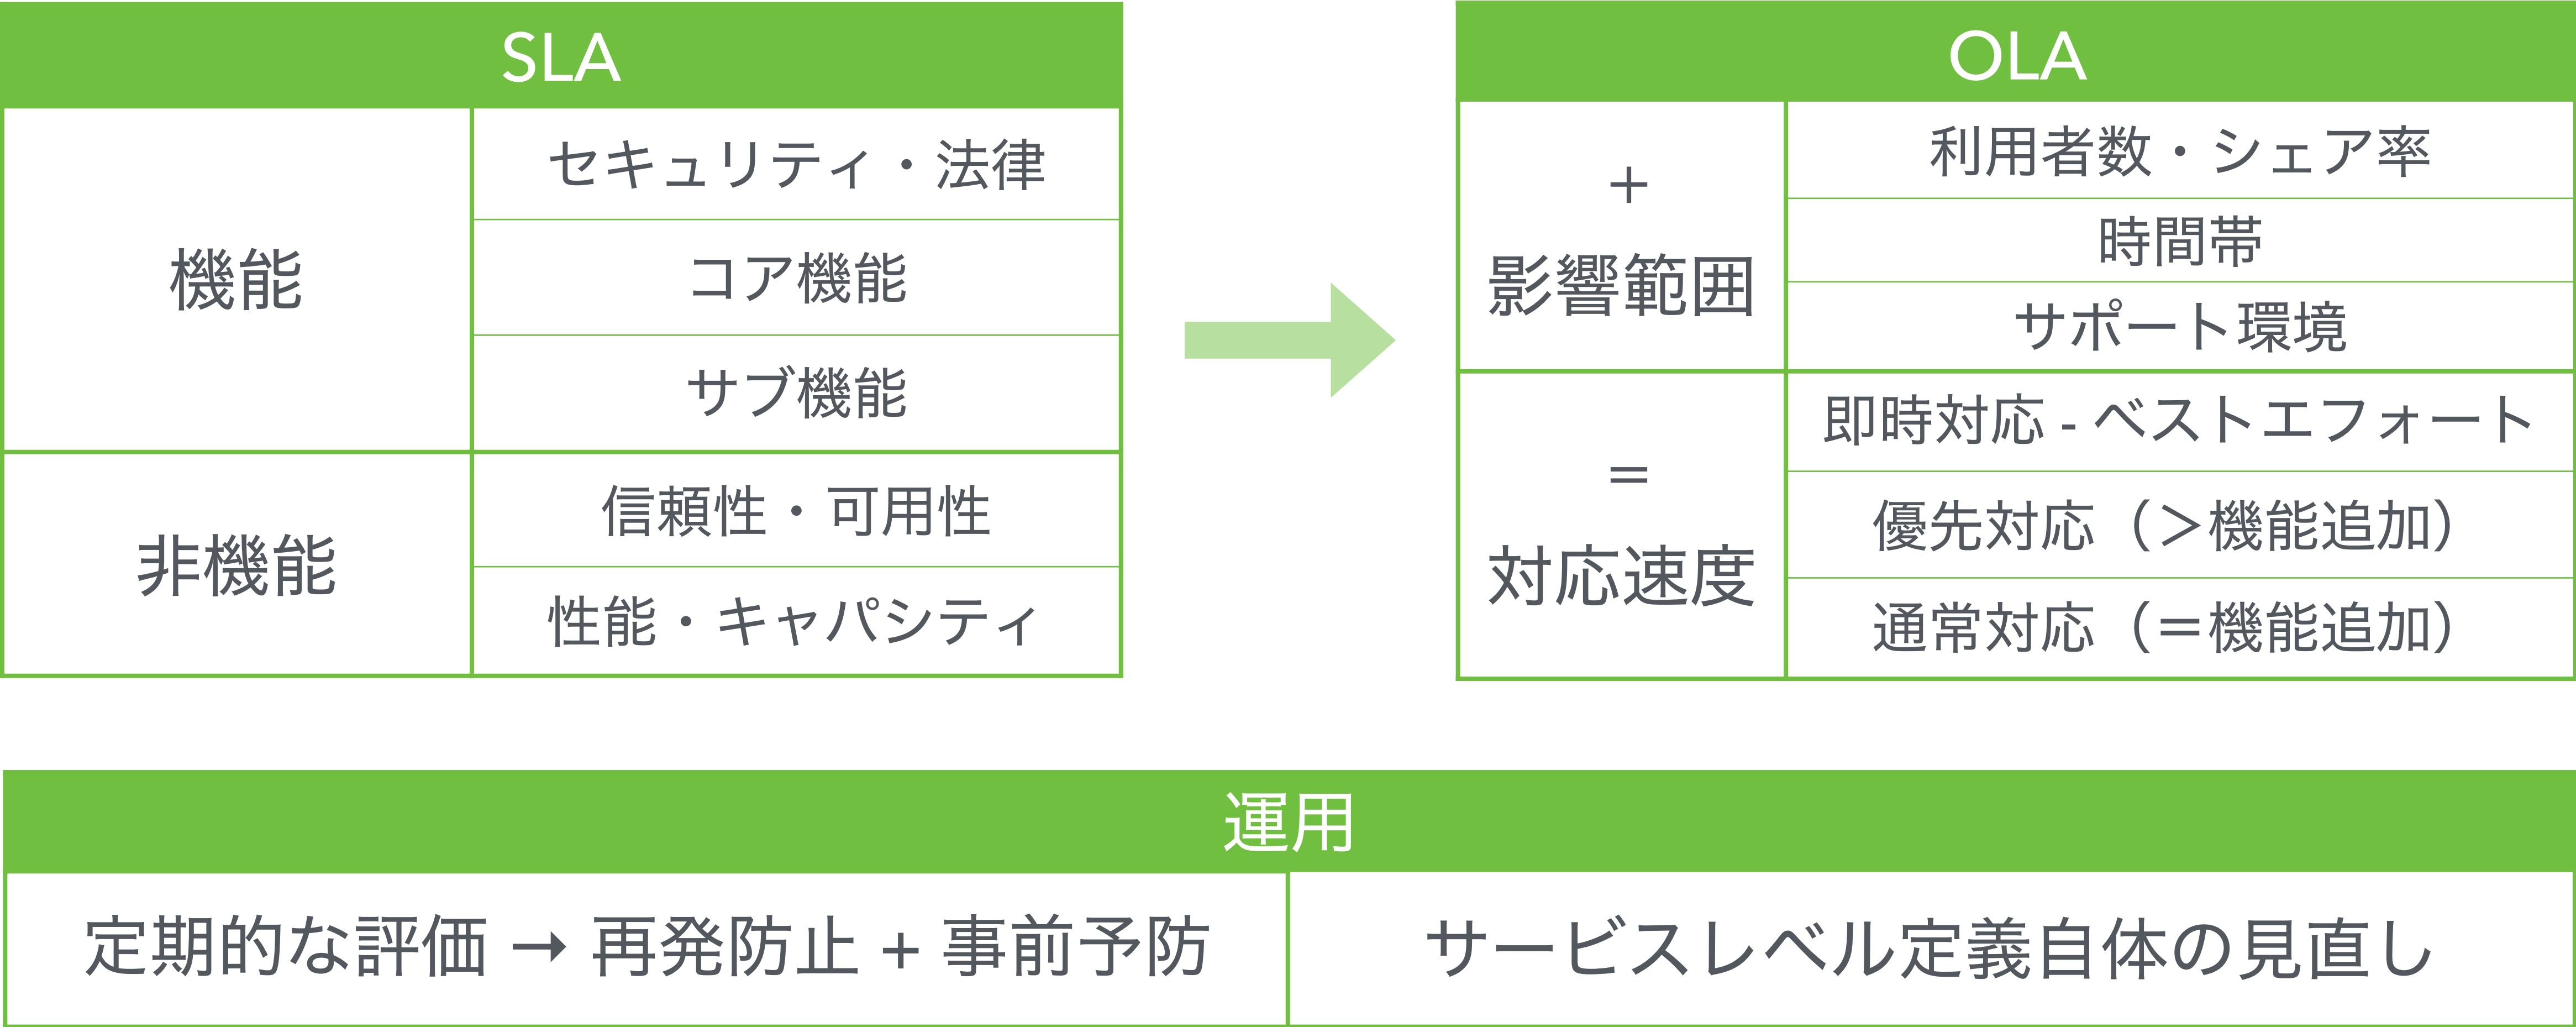 SLA
機能
セキュリティ・法律
コア機能
サブ機能
非機能
信頼性・可用性
性能・キャパシティ
OLA
+
影響範囲
利用者数・シェア率
時間帯
サポート環境
=
対応速度
即時対応 - ベストエフォート
優先対応（＞機能追加）
通常対応（＝機能追加）
運用
定期的な評価 → 再発防止 + 事前予防
サービスレベル定義自体の見直し